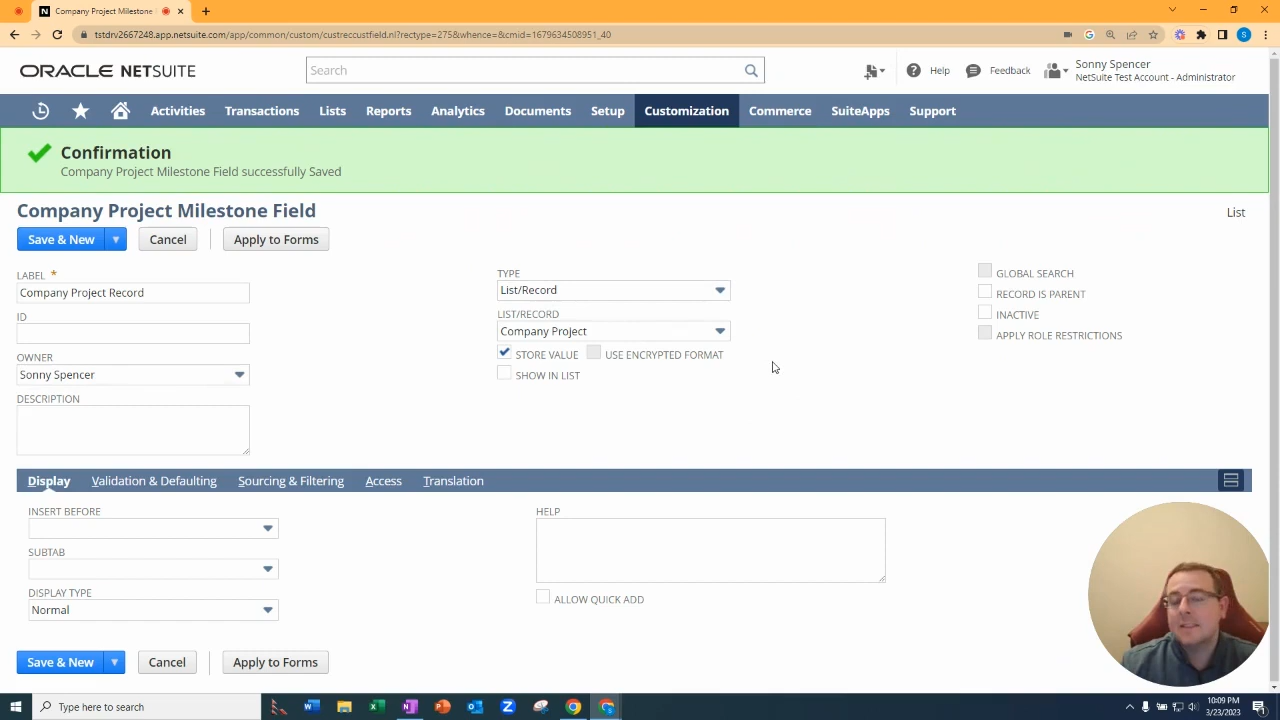 Company Project Milestone
tstdrv2667248.app.netsuite.com/app/common/custom/custreccustfield.nl?rectype=275&whence=&cmid=1679634508951_40
ORACLE NETSUITE
Search
Help
Feedback
Sonny Spencer
NetSuite Test Account - Administrator
Activities Transactions Lists Reports Analytics Documents Setup Customization Commerce SuiteApps Support
Confirmation
Company Project Milestone Field successfully Saved
Company Project Milestone Field
List
Save & New
Cancel
Apply to Forms
LABEL *
Company Project Record
ID
OWNER
Sonny Spencer
DESCRIPTION
TYPE
List/Record
LIST/RECORD
Company Project
STORE VALUE
USE ENCRYPTED FORMAT
SHOW IN LIST
GLOBAL SEARCH
RECORD IS PARENT
INACTIVE
APPLY ROLE RESTRICTIONS
Display Validation & Defaulting Sourcing & Filtering Access Translation
INSERT BEFORE
SUBTAB
DISPLAY TYPE
Normal
HELP
ALLOW QUICK ADD
Save & New
Cancel
Apply to Forms
Type here to search
10:09 PM
3/23/2023